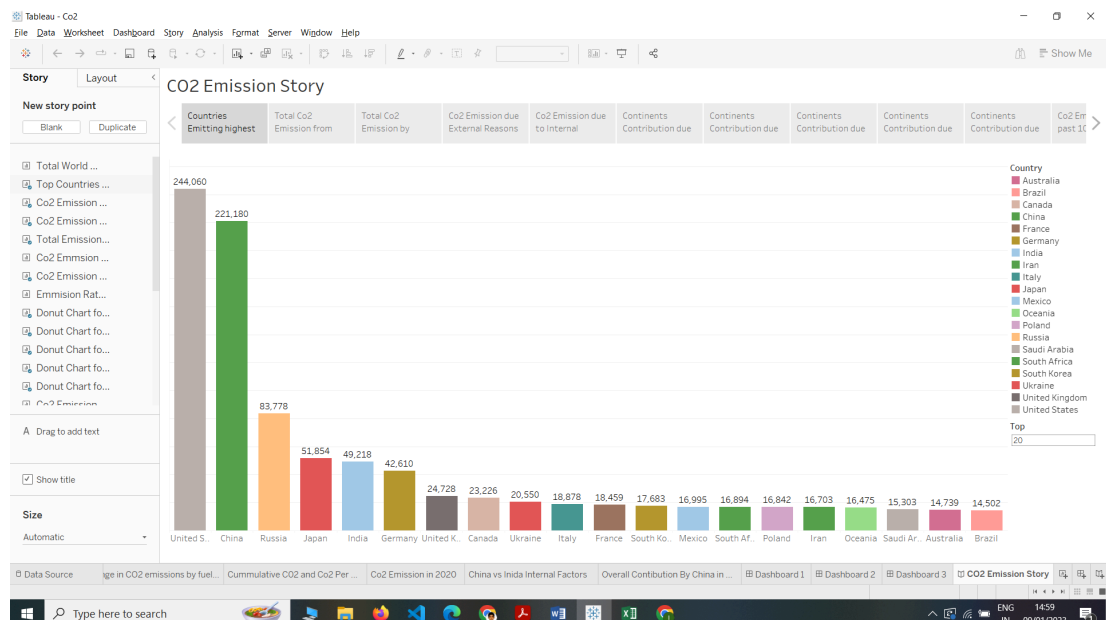 Tableau - Co2
File Data Worksheet Dashboard Story Analysis Format Server Window Help
Show Me
Story Layout
New story point
Blank Duplicate
Total World ...
Top Countries ...
Co2 Emission ...
Co2 Emission ...
Total Emission...
Co2 Emmsion ...
Co2 Emission ...
Emmision Rat...
Donut Chart fo...
Donut Chart fo...
Donut Chart fo...
Donut Chart fo...
Donut Chart fo...
Co2 Emission
A Drag to add text
Show title
Size
Automatic
CO2 Emission Story
Countries
Emitting highest
Total Co2
Emission from
Total Co2
Emission by
Co2 Emission due
External Reasons
Co2 Emission due
to Internal
Continents
Contribution due
Continents
Contribution due
Continents
Contribution due
Continents
Contribution due
Continents
Contribution due
Co2 Em
past 10
244,060
221,180
83,778
51,854
49,218
42,610
24,728
23,226
20,550
18,878
18,459
17,683
16,995
16,894
16,842
16,703
16,475
15,303
14,739
14,502
United S.. China Russia Japan India Germany United K.. Canada Ukraine Italy France South Ko.. Mexico South Af.. Poland Iran Oceania Saudi Ar.. Australia Brazil
Country
Australia
Brazil
Canada
China
France
Germany
India
Iran
Italy
Japan
Mexico
Oceania
Poland
Russia
Saudi Arabia
South Africa
South Korea
Ukraine
United Kingdom
United States
Top
20
Data Source ge in CO2 emissions by fuel... Cummulative C02 and Co2 Per ... Co2 Emission in 2020 China vs Inida Internal Factors Overall Contibution By China in ... Dashboard 1 Dashboard 2 Dashboard 3 CO2 Emission Story
Type here to search
ENG
IN
14:59
09/01/2023